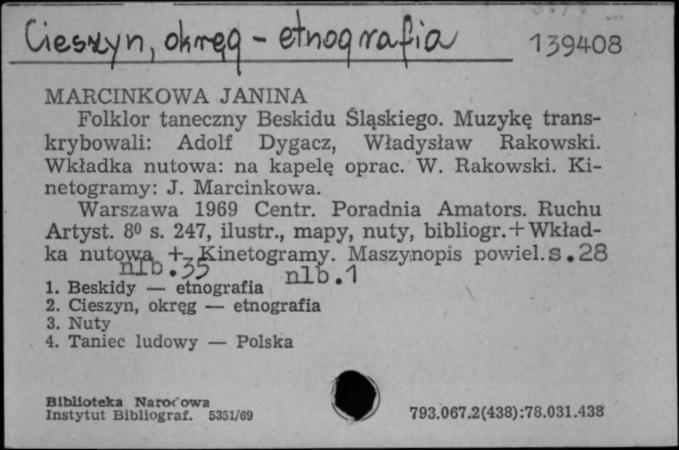 Cieszyn, okręg - etnografia
139408
MARCINKOWA JANINA
Folklor taneczny Beskidu Śląskiego. Muzykę trans-
krybowali: Adolf Dygacz, Władysław Rakowski.
Wkładka nutowa: na kapelę oprac. W. Rakowski. Ki-
netogramy: J. Marcinkowa.
Warszawa 1969 Centr. Poradnia Amators. Ruchu
Artyst. 8⁰ s. 247, ilustr., mapy, nuty, bibliogr.+Wkład-
ka nutowa + Kinetogramy. Maszynopis powiel. s.28
nlb.35 nlb.1
1. Beskidy — etnografia
2. Cieszyn, okręg — etnografia
3. Nuty
4. Taniec ludowy — Polska
Biblioteka Narodowa
Instytut Bibliograf. 5351/69
793.067.2(438):78.031.438